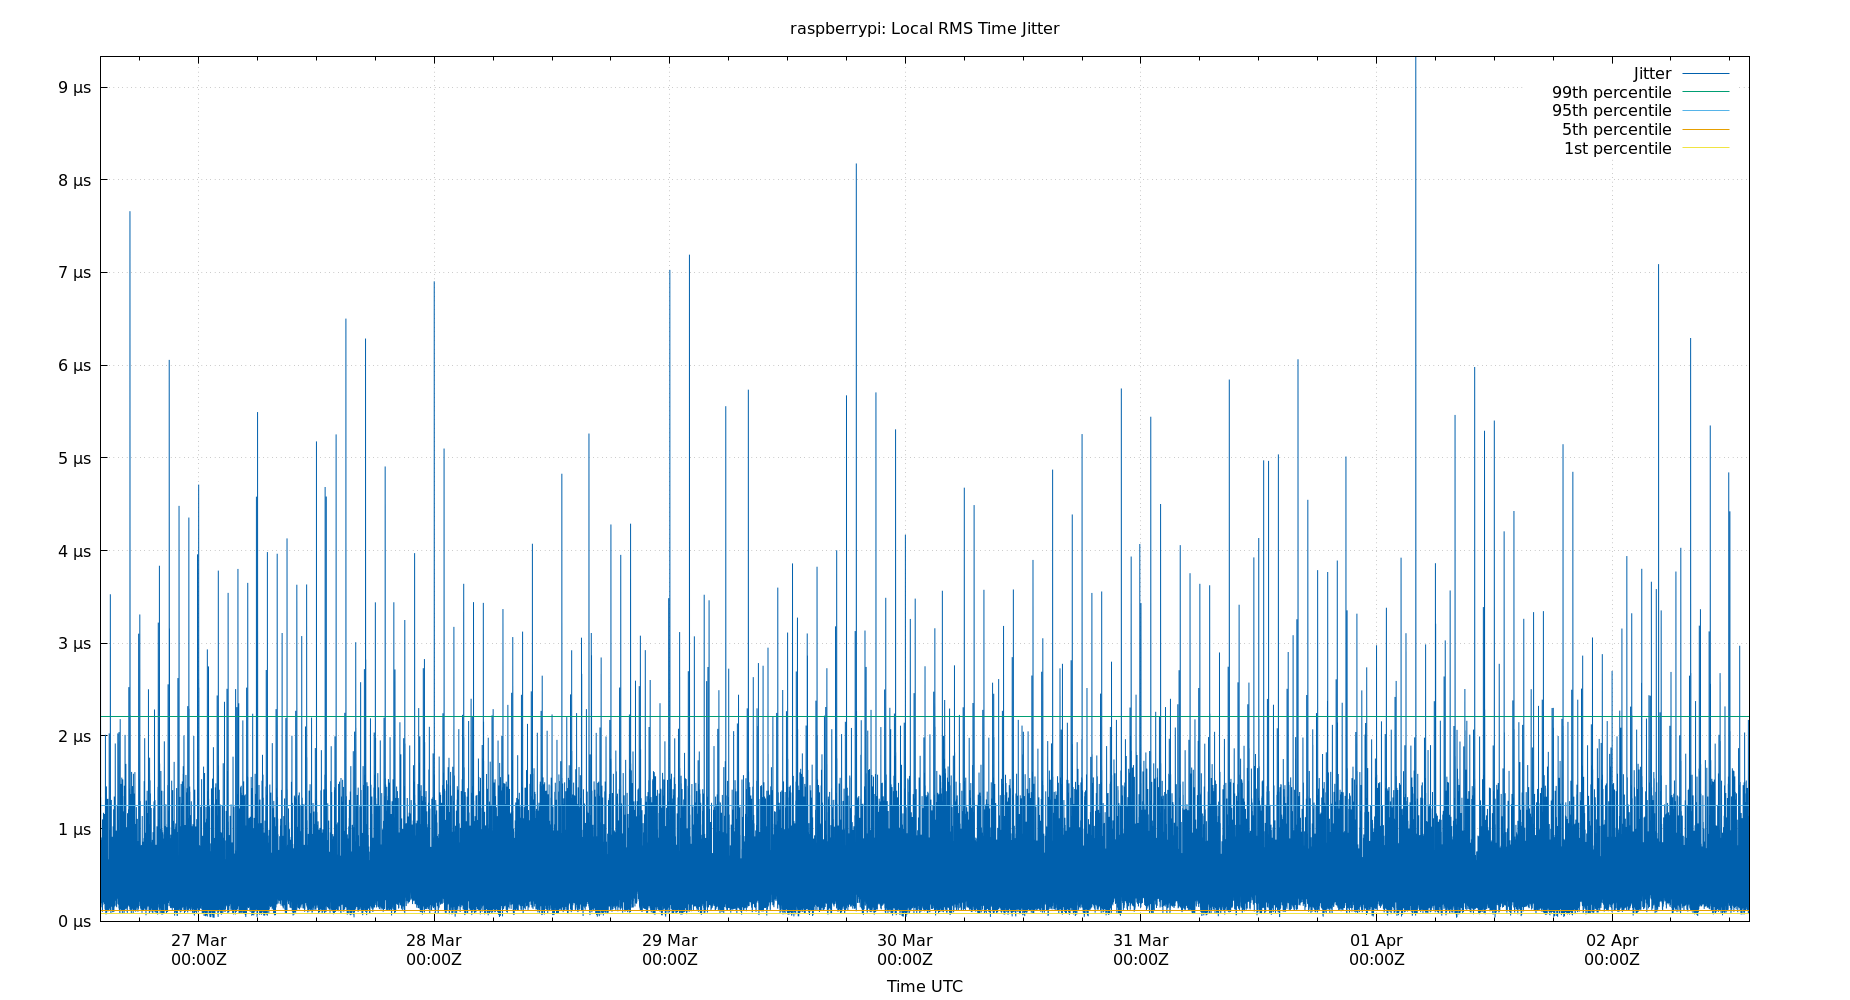 raspberrypi: Local RMS Time Jitter
Jitter
99th percentile
95th percentile
5th percentile
1st percentile
9 μs
8 μs
7 μs
6 μs
5 μs
4 μs
3 μs
2 μs
1 μs
0 μs
27 Mar 28 Mar 29 Mar 30 Mar 31 Mar 01 Apr 02 Apr
00:00Z 00:00Z 00:00Z 00:00Z 00:00Z 00:00Z 00:00Z
Time UTC